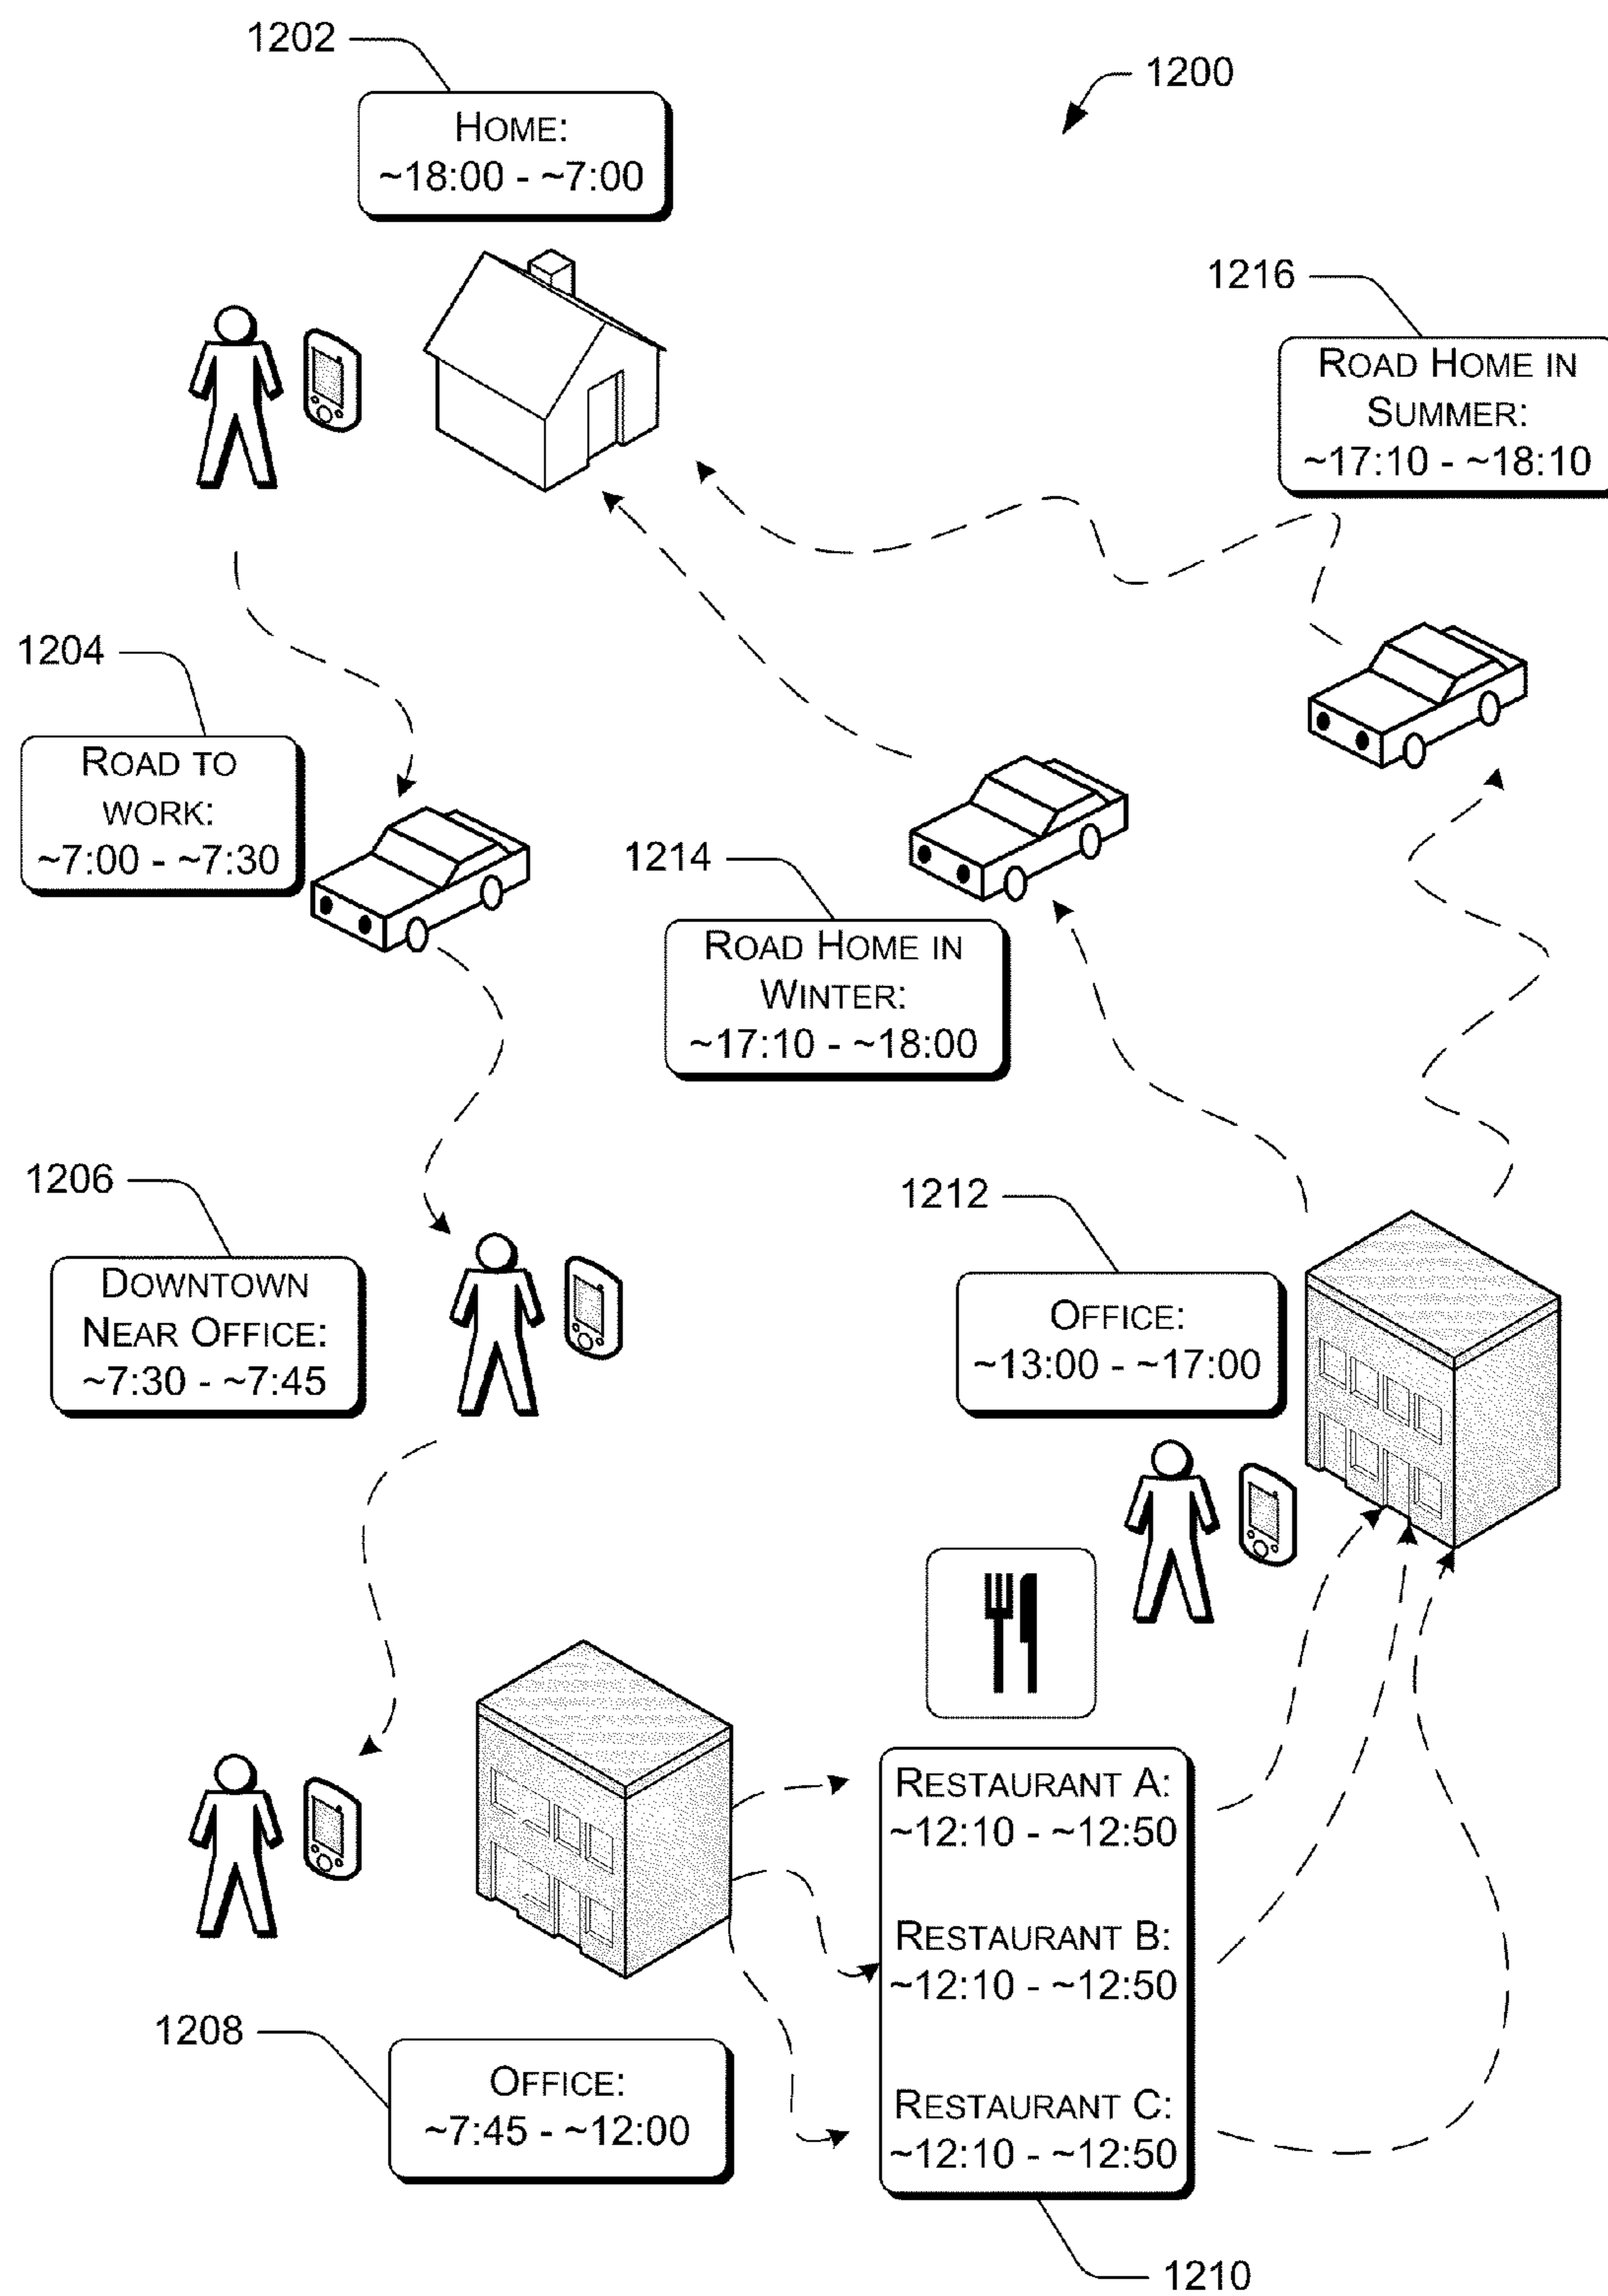 1202
1200
HOME:
~18:00 - ~7:00
1216
ROAD HOME IN
SUMMER:
~17:10 - ~18:10
1204
ROAD TO
WORK:
~7:00 - ~7:30
1214
ROAD HOME IN
WINTER:
~17:10 - ~18:00
1206
DOWNTOWN
NEAR OFFICE:
~7:30 - ~7:45
1212
OFFICE:
~13:00 - ~17:00
1208
OFFICE:
~7:45 - ~12:00
RESTAURANT A:
~12:10 - ~12:50
RESTAURANT B:
~12:10 - ~12:50
RESTAURANT C:
~12:10 - ~12:50
1210